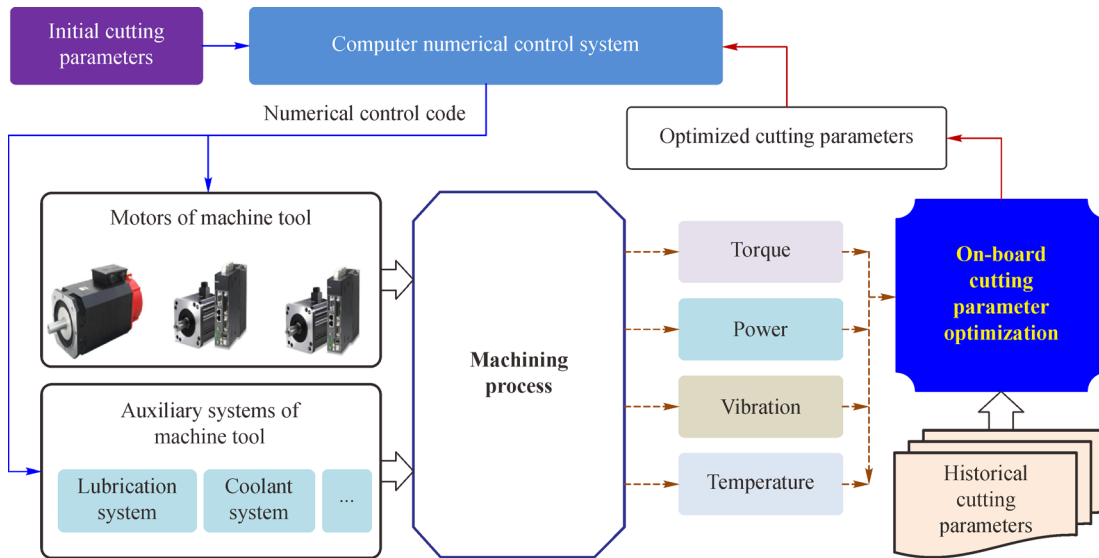 Initial cutting
parameters
Computer numerical control system
Numerical control code
Optimized cutting parameters
Motors of machine tool
Auxiliary systems of
machine tool
Lubrication
system
Coolant
system
...
Machining
process
Torque
Power
Vibration
Temperature
On-board
cutting
parameter
optimization
Historical
cutting
parameters